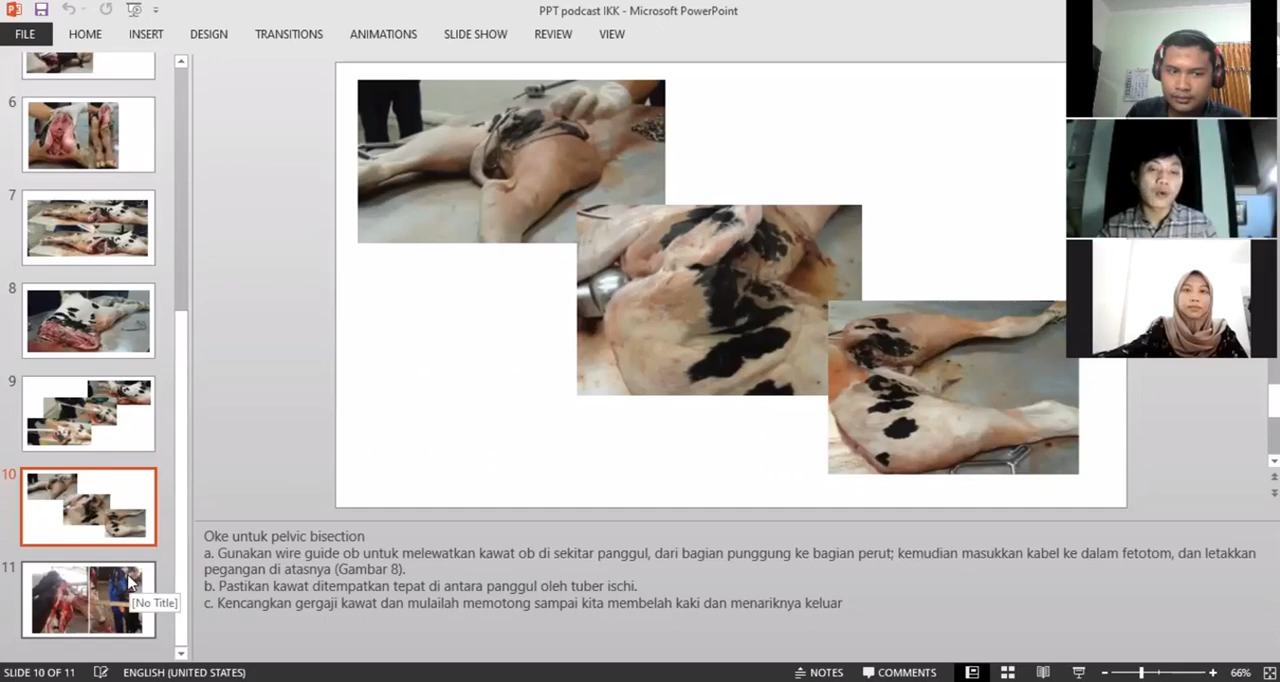 PPT podcast IKK - Microsoft PowerPoint
FILE HOME INSERT DESIGN TRANSITIONS ANIMATIONS SLIDE SHOW REVIEW VIEW
6
7
8
9
10
11
[No Title]
Oke untuk pelvic bisection
a. Gunakan wire guide ob untuk melewatkan kawat ob di sekitar panggul, dari bagian punggung ke bagian perut; kemudian masukkan kabel ke dalam fetotom, dan letakkan
pegangan di atasnya (Gambar 8).
b. Pastikan kawat ditempatkan tepat di antara panggul oleh tuber ischi.
c. Kencangkan gergaji kawat dan mulailah memotong sampai kita membelah kaki dan menariknya keluar
SLIDE 10 OF 11 ENGLISH (UNITED STATES) NOTES COMMENTS 66%